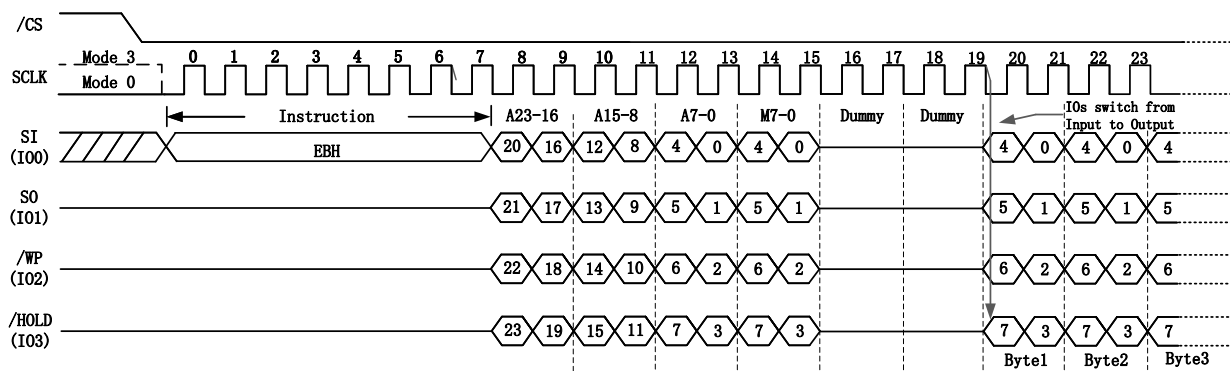 /CS
Mode 3
0 1 2 3 4 5 6 7 8 9 10 11 12 13 14 15 16 17 18 19 20 21 22 23
SCLK
Mode 0
Instruction A23-16 A15-8 A7-0 M7-0 Dummy Dummy
IOs switch from
Input to Output
SI
(IO0)
EBH 20 16 12 8 4 0 4 0 4 0 4 0 4
SO
(IO1)
21 17 13 9 5 1 5 1 5 1 5 1 5
/WP
(IO2)
22 18 14 10 6 2 6 2 6 2 6 2 6
/HOLD
(IO3)
23 19 15 11 7 3 7 3 7 3 7 3 7
Byte1 Byte2 Byte3